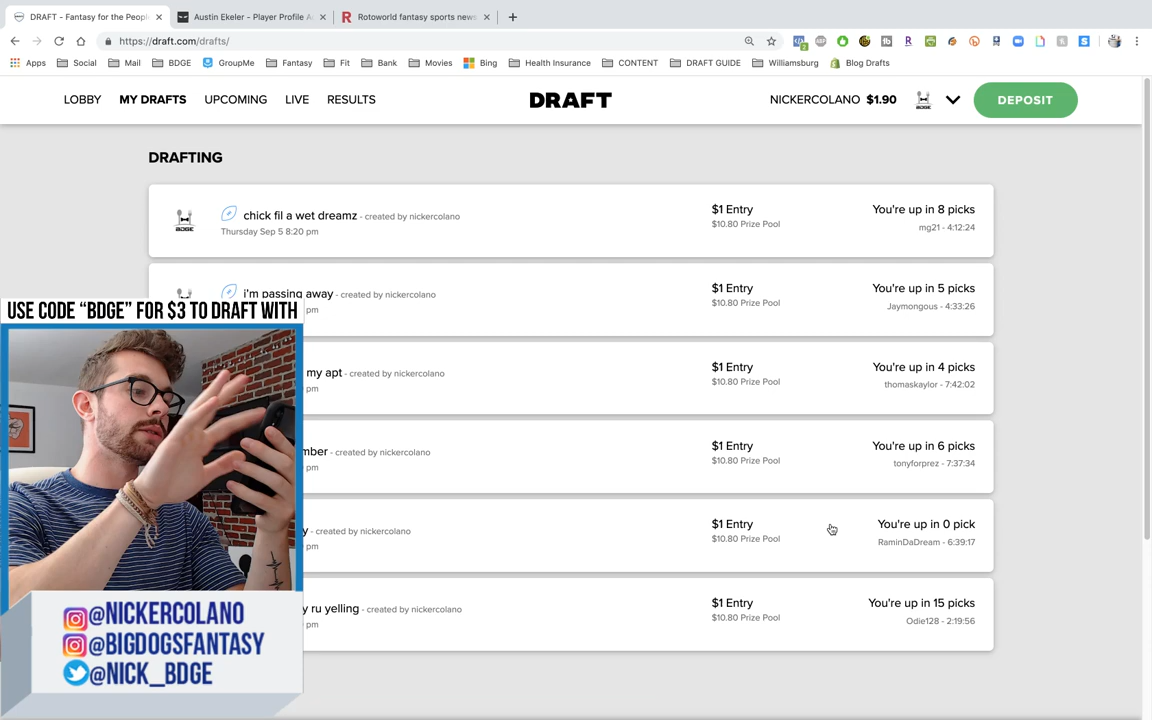 DRAFT - Fantasy for the People
Austin Ekeler - Player Profile A
Rotoworld fantasy sports news
https://draft.com/drafts/
Apps Social Mail BDGE GroupMe Fantasy Fit Bank Movies Bing Health Insurance CONTENT DRAFT GUIDE Williamsburg Blog Drafts
LOBBY MY DRAFTS UPCOMING LIVE RESULTS DRAFT NICKERCOLANO $1.90 DEPOSIT
DRAFTING
chick fil a wet dreamz - created by nickercolano
Thursday Sep 5 8:20 pm
$1 Entry
$10.80 Prize Pool
You're up in 8 picks
mg21 - 4:12:24
i'm passing away - created by nickercolano
pm
$1 Entry
$10.80 Prize Pool
You're up in 5 picks
Jaymongous - 4:33:26
my apt - created by nickercolano
pm
$1 Entry
$10.80 Prize Pool
You're up in 4 picks
thomaskaylor - 7:42:02
mber - created by nickercolano
pm
$1 Entry
$10.80 Prize Pool
You're up in 6 picks
tonyforprez - 7:37:34
y - created by nickercolano
pm
$1 Entry
$10.80 Prize Pool
You're up in 0 pick
RaminDaDream - 6:39:17
y ru yelling - created by nickercolano
pm
$1 Entry
$10.80 Prize Pool
You're up in 15 picks
Odie128 - 2:19:56
USE CODE “BDGE” FOR $3 TO DRAFT WITH
@NICKERCOLANO
@BIGDOGSFANTASY
@NICK_BDGE